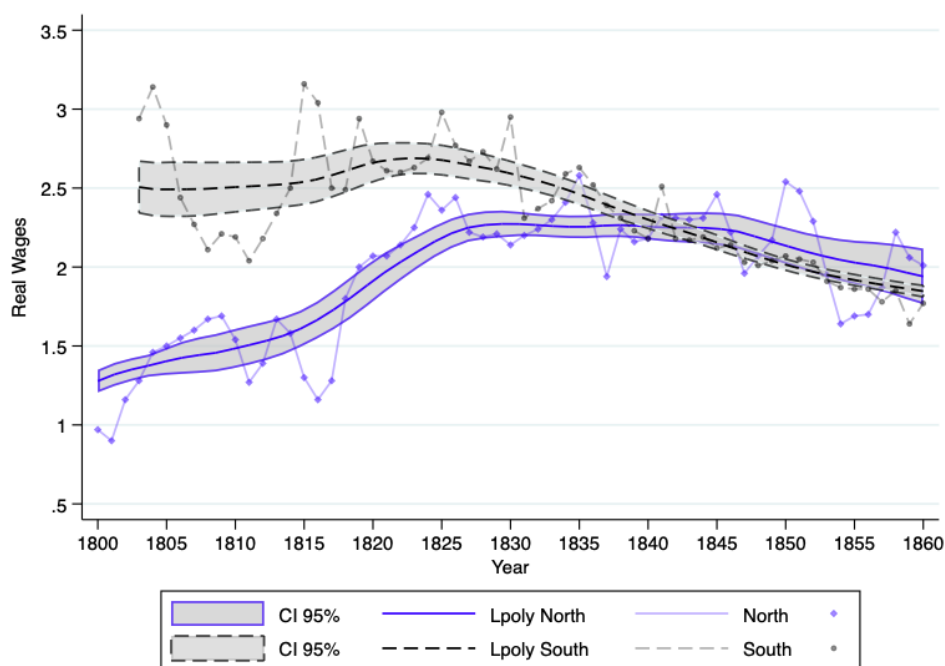 3.5
3
2.5
2
1.5
1
.5
Real Wages
1800 1805 1810 1815 1820 1825 1830 1835 1840 1845 1850 1855 1860
Year
CI 95% Lpoly North North
CI 95% Lpoly South South